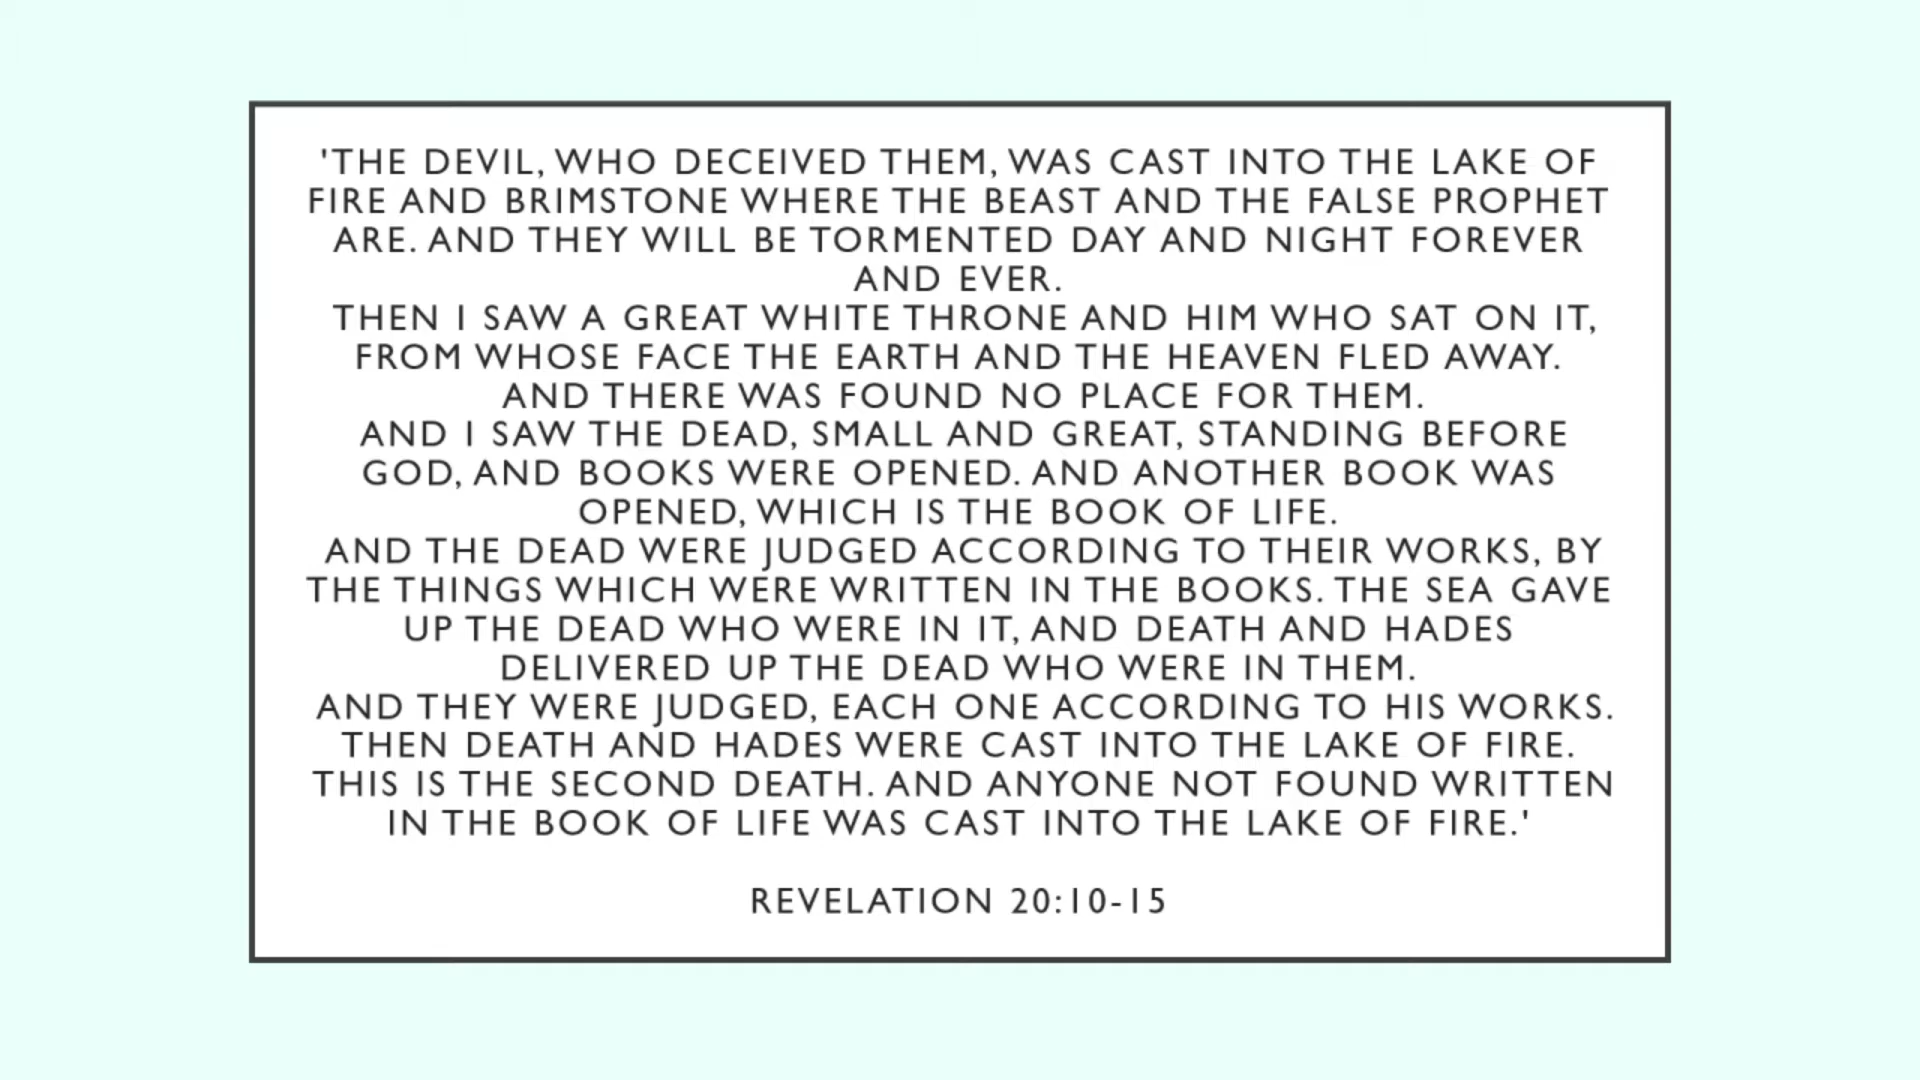 'THE DEVIL, WHO DECEIVED THEM, WAS CAST INTO THE LAKE OF
FIRE AND BRIMSTONE WHERE THE BEAST AND THE FALSE PROPHET
ARE. AND THEY WILL BE TORMENTED DAY AND NIGHT FOREVER
AND EVER.
THEN I SAW A GREAT WHITE THRONE AND HIM WHO SAT ON IT,
FROM WHOSE FACE THE EARTH AND THE HEAVEN FLED AWAY.
AND THERE WAS FOUND NO PLACE FOR THEM.
AND I SAW THE DEAD, SMALL AND GREAT, STANDING BEFORE
GOD, AND BOOKS WERE OPENED. AND ANOTHER BOOK WAS
OPENED, WHICH IS THE BOOK OF LIFE.
AND THE DEAD WERE JUDGED ACCORDING TO THEIR WORKS, BY
THE THINGS WHICH WERE WRITTEN IN THE BOOKS. THE SEA GAVE
UP THE DEAD WHO WERE IN IT, AND DEATH AND HADES
DELIVERED UP THE DEAD WHO WERE IN THEM.
AND THEY WERE JUDGED, EACH ONE ACCORDING TO HIS WORKS.
THEN DEATH AND HADES WERE CAST INTO THE LAKE OF FIRE.
THIS IS THE SECOND DEATH. AND ANYONE NOT FOUND WRITTEN
IN THE BOOK OF LIFE WAS CAST INTO THE LAKE OF FIRE.'
REVELATION 20:10-15